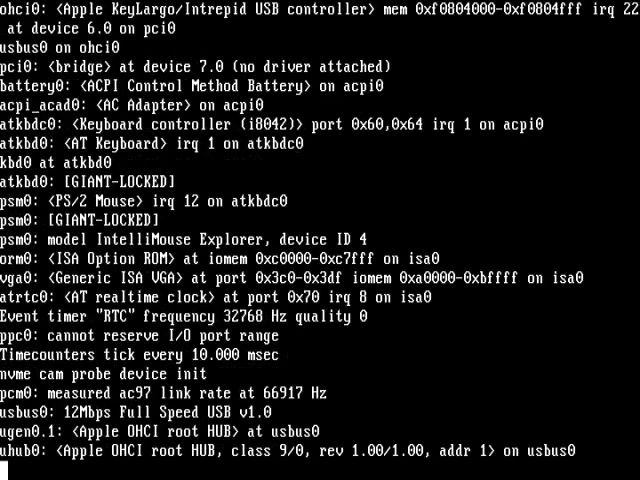 ohci0: <Apple KeyLargo/Intrepid USB controller> mem 0xf0804000-0xf0804fff irq 22
 at device 6.0 on pci0
usbus0 on ohci0
pci0: <bridge> at device 7.0 (no driver attached)
battery0: <ACPI Control Method Battery> on acpi0
acpi_acad0: <AC Adapter> on acpi0
atkbdc0: <Keyboard controller (i8042)> port 0x60,0x64 irq 1 on acpi0
atkbd0: <AT Keyboard> irq 1 on atkbdc0
kbd0 at atkbd0
atkbd0: [GIANT-LOCKED]
psm0: <PS/2 Mouse> irq 12 on atkbdc0
psm0: [GIANT-LOCKED]
psm0: model IntelliMouse Explorer, device ID 4
orm0: <ISA Option ROM> at iomem 0xc0000-0xc7fff on isa0
vga0: <Generic ISA VGA> at port 0x3c0-0x3df iomem 0xa0000-0xbffff on isa0
atrtc0: <AT realtime clock> at port 0x70 irq 8 on isa0
Event timer "RTC" frequency 32768 Hz quality 0
ppc0: cannot reserve I/O port range
Timecounters tick every 10.000 msec
nvme cam probe device init
pcm0: measured ac97 link rate at 66917 Hz
usbus0: 12Mbps Full Speed USB v1.0
ugen0.1: <Apple OHCI root HUB> at usbus0
uhub0: <Apple OHCI root HUB, class 9/0, rev 1.00/1.00, addr 1> on usbus0